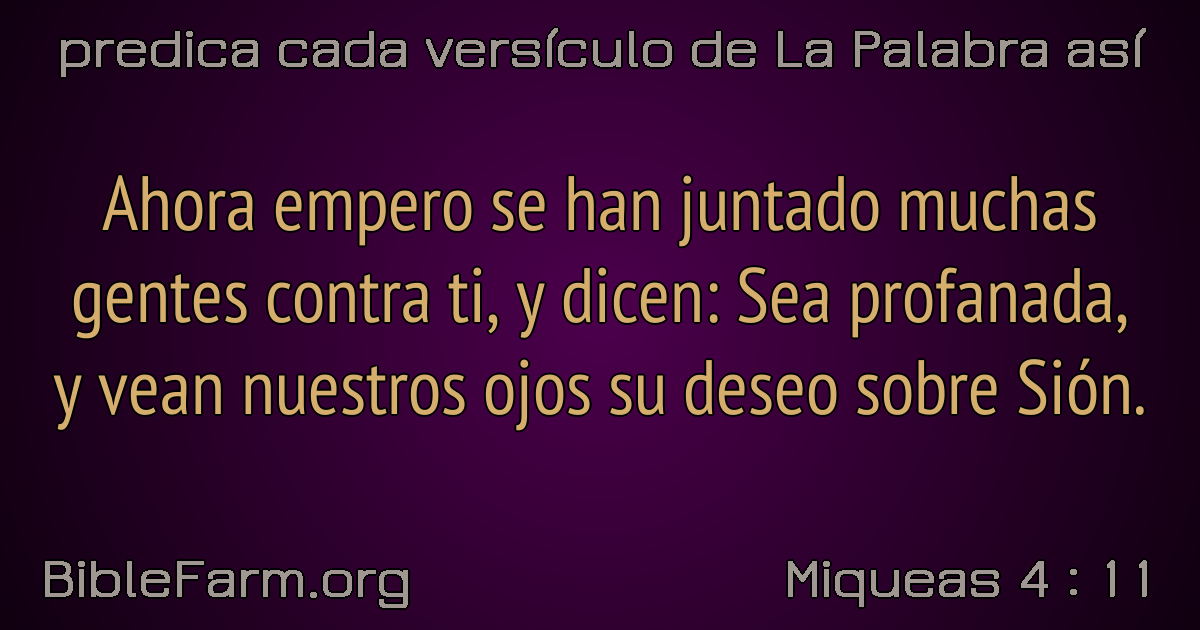 predica cada versículo de La Palabra así
Ahora empero se han juntado muchas
gentes contra ti, y dicen: Sea profanada,
y vean nuestros ojos su deseo sobre Sión.
BibleFarm.org
Miqueas 4 : 11